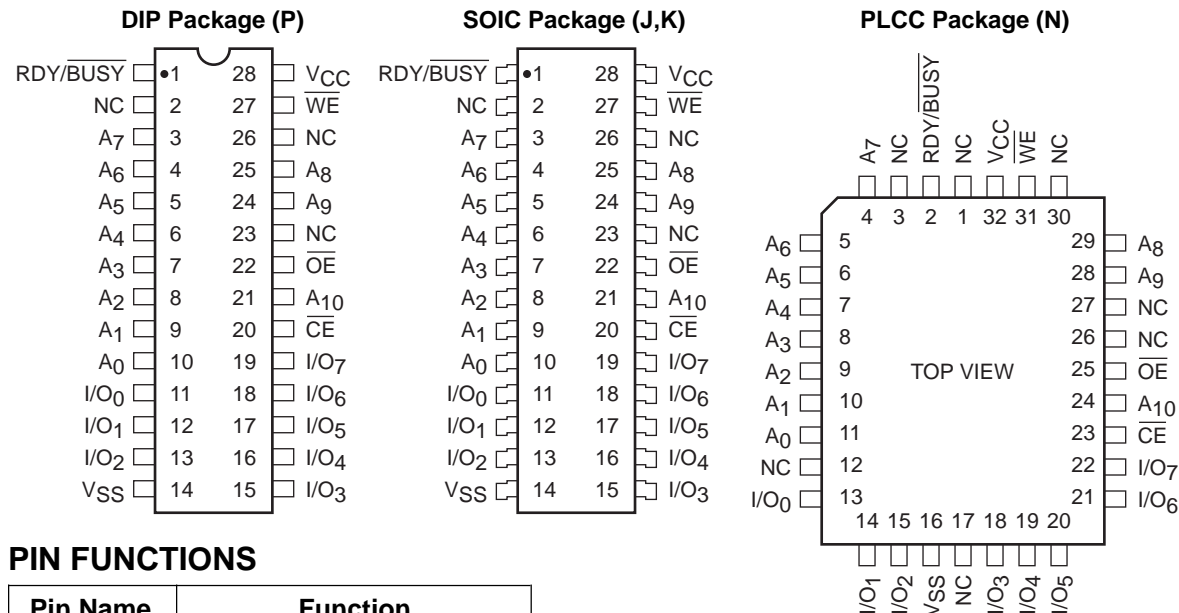 DIP Package (P)
RDY/BUSY 1 28 VCC
NC 2 27 WE
A7 3 26 NC
A6 4 25 A8
A5 5 24 A9
A4 6 23 NC
A3 7 22 OE
A2 8 21 A10
A1 9 20 CE
A0 10 19 I/O7
I/O0 11 18 I/O6
I/O1 12 17 I/O5
I/O2 13 16 I/O4
VSS 14 15 I/O3
SOIC Package (J,K)
RDY/BUSY 1 28 VCC
NC 2 27 WE
A7 3 26 NC
A6 4 25 A8
A5 5 24 A9
A4 6 23 NC
A3 7 22 OE
A2 8 21 A10
A1 9 20 CE
A0 10 19 I/O7
I/O0 11 18 I/O6
I/O1 12 17 I/O5
I/O2 13 16 I/O4
VSS 14 15 I/O3
PLCC Package (N)
A7 NC RDY/BUSY NC VCC WE NC
4 3 2 1 32 31 30
A6 5 29 A8
A5 6 28 A9
A4 7 27 NC
A3 8 26 NC
A2 9 TOP VIEW 25 OE
A1 10 24 A10
A0 11 23 CE
NC 12 22 I/O7
I/O0 13 21 I/O6
14 15 16 17 18 19 20
I/O1 I/O2 VSS NC I/O3 I/O4 I/O5
PIN FUNCTIONS
Pin Name Function